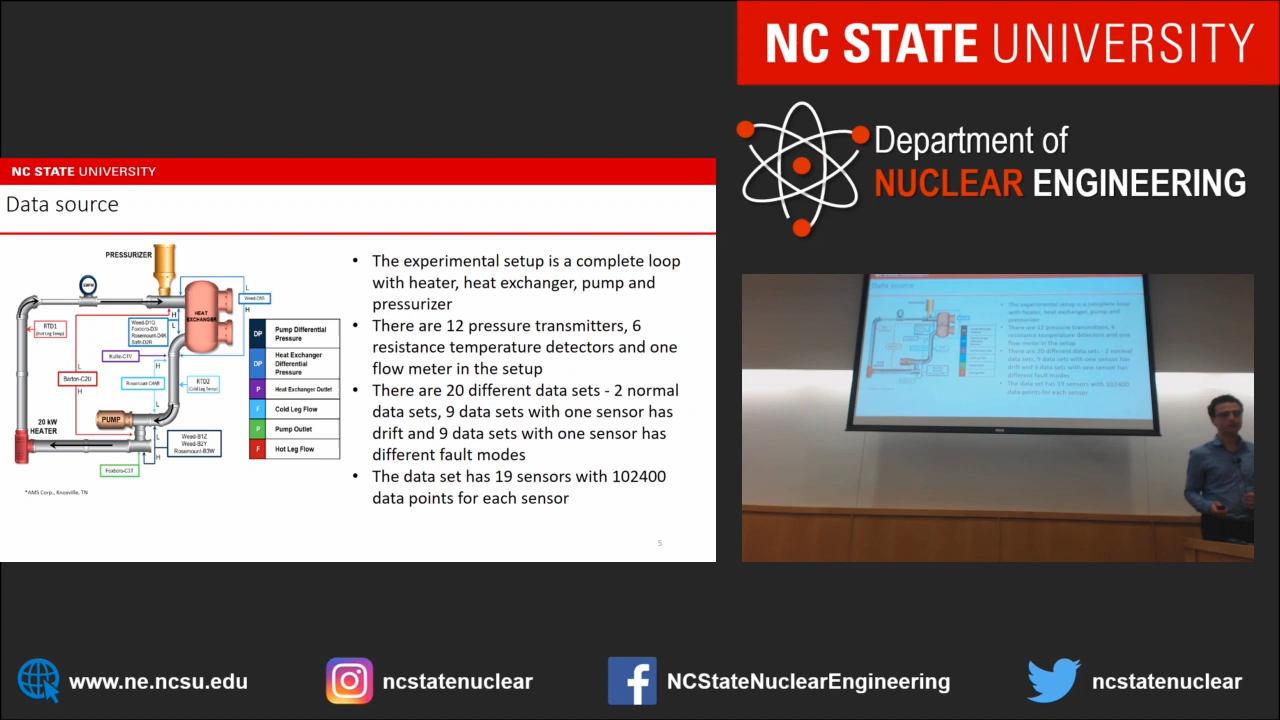 NC STATE UNIVERSITY
Department of
NUCLEAR ENGINEERING
NC STATE UNIVERSITY
Data source
PRESSURIZER
HEAT
EXCHANGER
RTD1
(Hot Leg Temp)
Weed-D1Q
Rosemount-D4K
Barton-C2U
RTD2
(Cold Leg Temp)
PUMP
20 kW
HEATER
Weed-B1Z
Weed-B2Y
Rosemount-B3W
*AMS Corp., Knoxville, TN
DP Pump Differential
Pressure
DP Heat Exchanger
Differential
Pressure
P Heat Exchanger Outlet
F Cold Leg Flow
P Pump Outlet
F Hot Leg Flow
• The experimental setup is a complete loop
with heater, heat exchanger, pump and
pressurizer
• There are 12 pressure transmitters, 6
resistance temperature detectors and one
flow meter in the setup
• There are 20 different data sets - 2 normal
data sets, 9 data sets with one sensor has
drift and 9 data sets with one sensor has
different fault modes
• The data set has 19 sensors with 102400
data points for each sensor
5
www.ne.ncsu.edu
ncstatenuclear
NCStateNuclearEngineering
ncstatenuclear